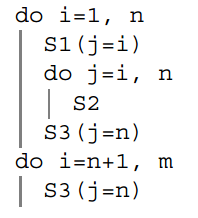 do i=1, n
S1(j=i)
do j=i, n
S2
S3(j=n)
do i=n+1, m
S3(j=n)